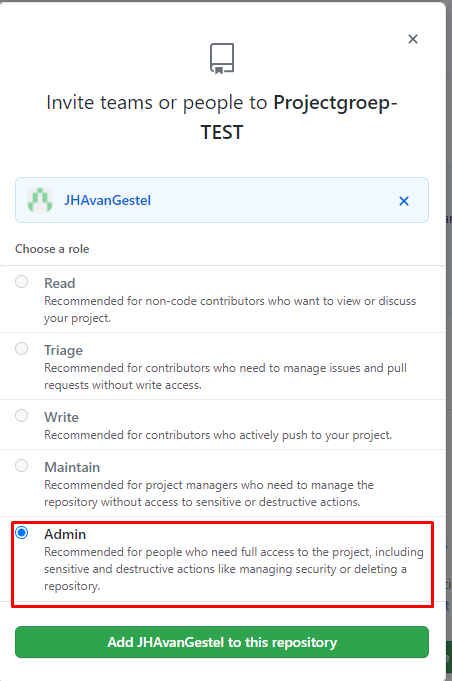 Invite teams or people to Projectgroep-
TEST
JHAvanGestel
Choose a role
Read
Recommended for non-code contributors who want to view or discuss
your project.
Triage
Recommended for contributors who need to manage issues and pull
requests without write access.
Write
Recommended for contributors who actively push to your project.
Maintain
Recommended for project managers who need to manage the
repository without access to sensitive or destructive actions.
Admin
Recommended for people who need full access to the project, including
sensitive and destructive actions like managing security or deleting a
repository.
Add JHAvanGestel to this repository